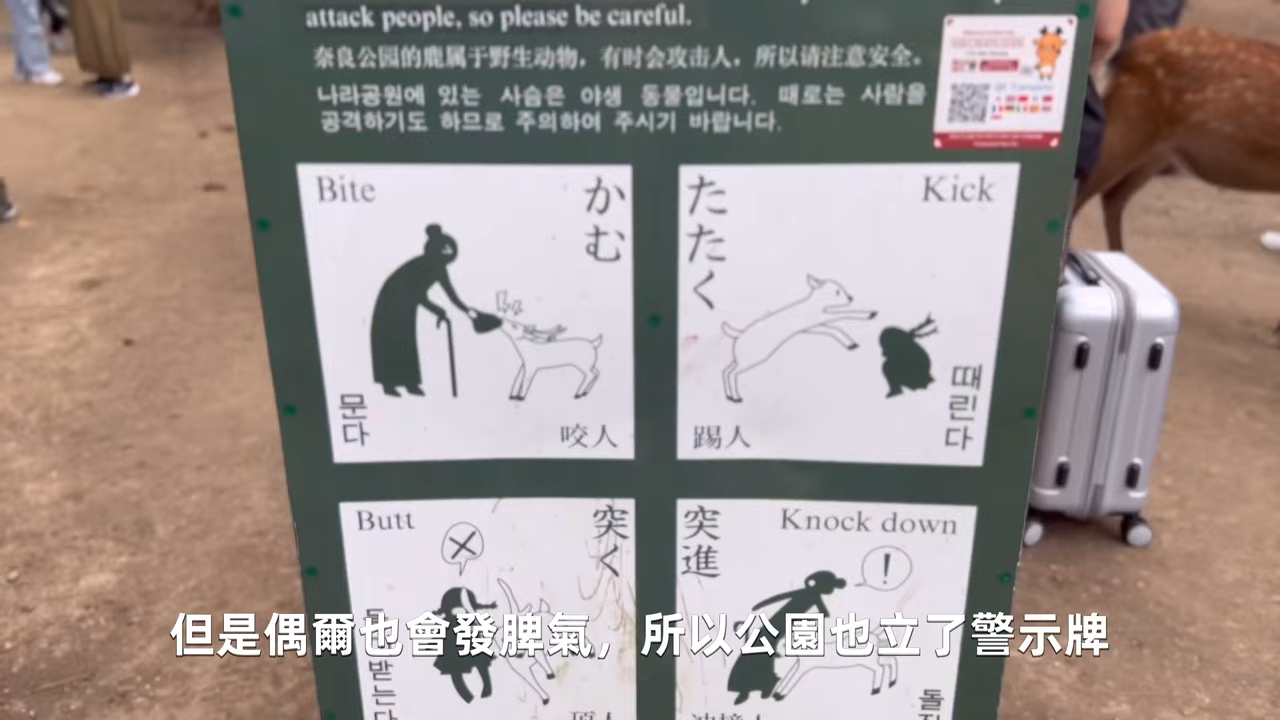 attack people, so please be careful.
奈良公园的鹿属于野生动物，有时会攻击人，所以请注意安全。
나라공원에 있는 사슴은 야생 동물입니다. 때로는 사람을
공격하기도 하므로 주의하여 주시기 바랍니다.
Bite
かむ
문다
咬人
たたく
Kick
踢人
때린다
Butt
突く
突進
Knock down
但是偶爾也會發脾氣，所以公園也立了警示牌